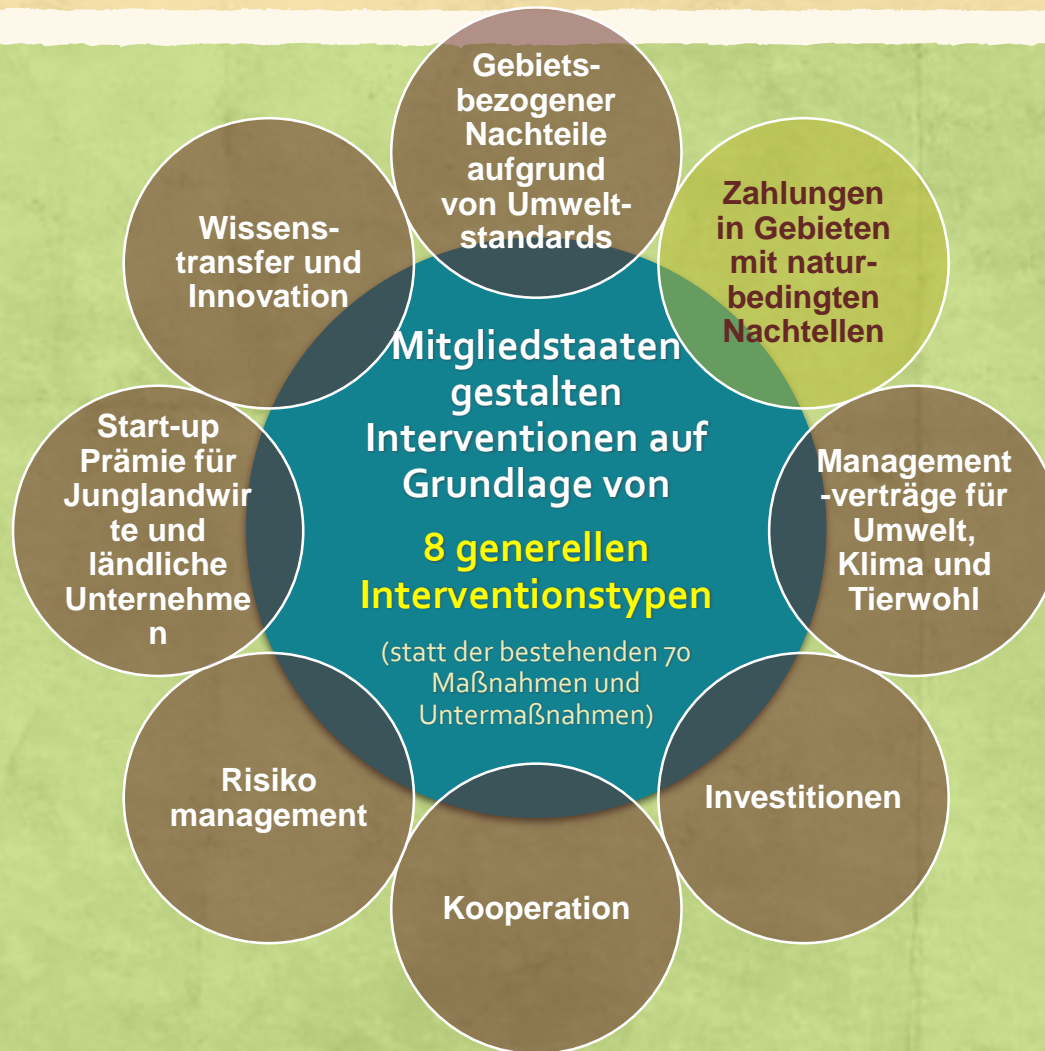 Gebiets-
bezogener
Nachteile
aufgrund
von Umwelt-
standards
Zahlungen
in Gebieten
mit natur-
bedingten
Nachtellen
Management
-verträge für
Umwelt,
Klima und
Tierwohl
Investitionen
Kooperation
Risiko
management
Start-up
Prämie für
Junglandwir
te und
ländliche
Unternehme
n
Wissens-
transfer und
Innovation
Mitgliedstaaten
gestalten
Interventionen auf
Grundlage von
8 generellen
Interventionstypen
(statt der bestehenden 70
Maßnahmen und
Untermaßnahmen)